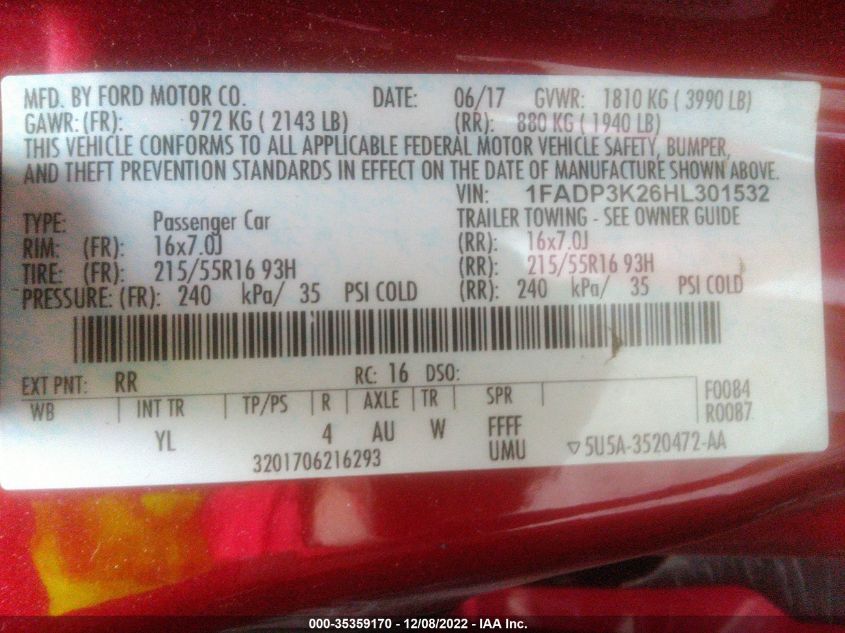 MFD. BY FORD MOTOR CO. DATE: 06/17 GVWR: 1810 KG ( 3990 LB)
GAWR: (FR): 972 KG ( 2143 LB) (RR): 880 KG ( 1940 LB)
THIS VEHICLE CONFORMS TO ALL APPLICABLE FEDERAL MOTOR VEHICLE SAFETY, BUMPER,
AND THEFT PREVENTION STANDARDS IN EFFECT ON THE DATE OF MANUFACTURE SHOWN ABOVE.
VIN: 1FADP3K26HL301532
TYPE: Passenger Car TRAILER TOWING - SEE OWNER GUIDE
RIM: (FR): 16x7.0J (RR): 16x7.0J
TIRE: (FR): 215/55R16 93H (RR): 215/55R16 93H
PRESSURE: (FR): 240 kPa/ 35 PSI COLD (RR): 240 kPa/ 35 PSI COLD
EXT PNT: RR RC: 16 DSO:
WB INT TR TP/PS R AXLE TR SPR F0084
R0087
YL 4 AU W FFFF
UMU
3201706216293 ▽ 5U5A-3520472-AA
000-35359170 - 12/08/2022 - IAA Inc.